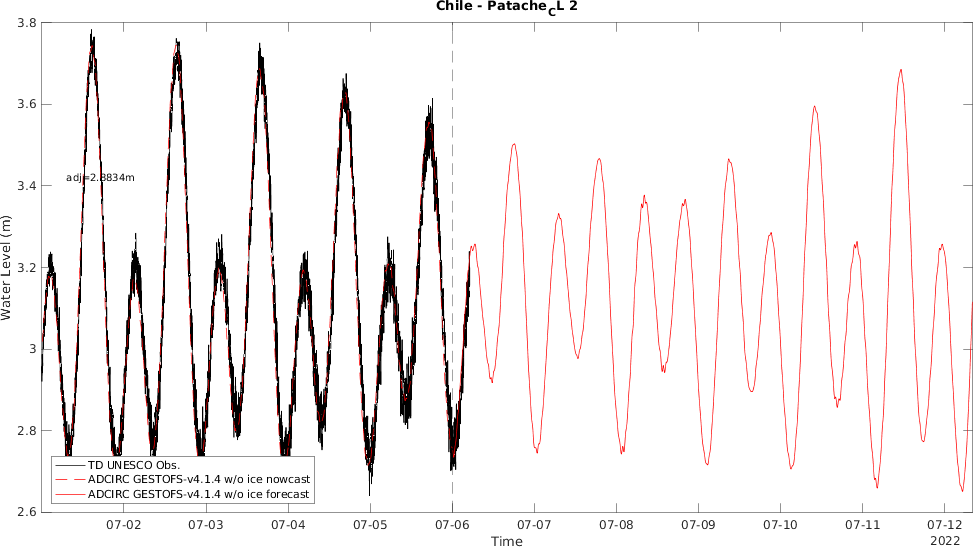 Chile - PatacheCL 2
3.8
3.6
3.4
3.2
3
2.8
2.6
Water Level (m)
adj=2.8834m
TD UNESCO Obs.
ADCIRC GESTOFS-v4.1.4 w/o ice nowcast
ADCIRC GESTOFS-v4.1.4 w/o ice forecast
07-02 07-03 07-04 07-05 07-06 07-07 07-08 07-09 07-10 07-11 07-12
Time
2022